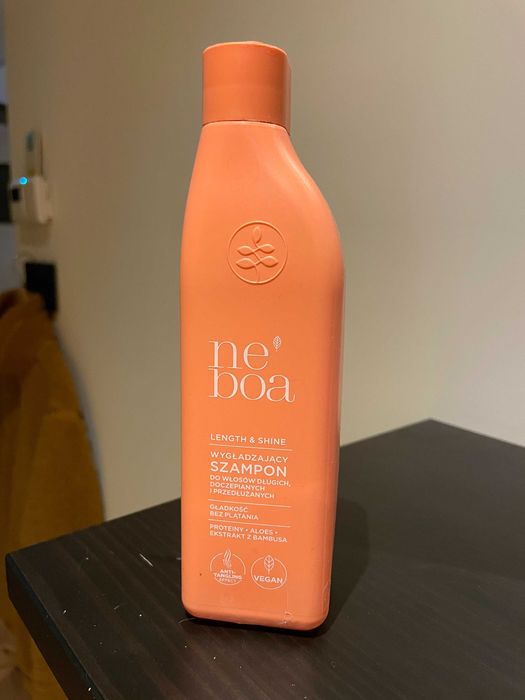 ne
boa
LENGTH & SHINE
WYGŁADZAJĄCY
SZAMPON
DO WŁOSÓW DŁUGICH,
DOCZEPIANYCH
I PRZEDŁUŻANYCH
GŁADKOŚĆ
BEZ PLĄTANIA
PROTEINY • ALOES •
EKSTRAKT Z BAMBUSA
ANTI-
TANGLING
EFFECT
VEGAN